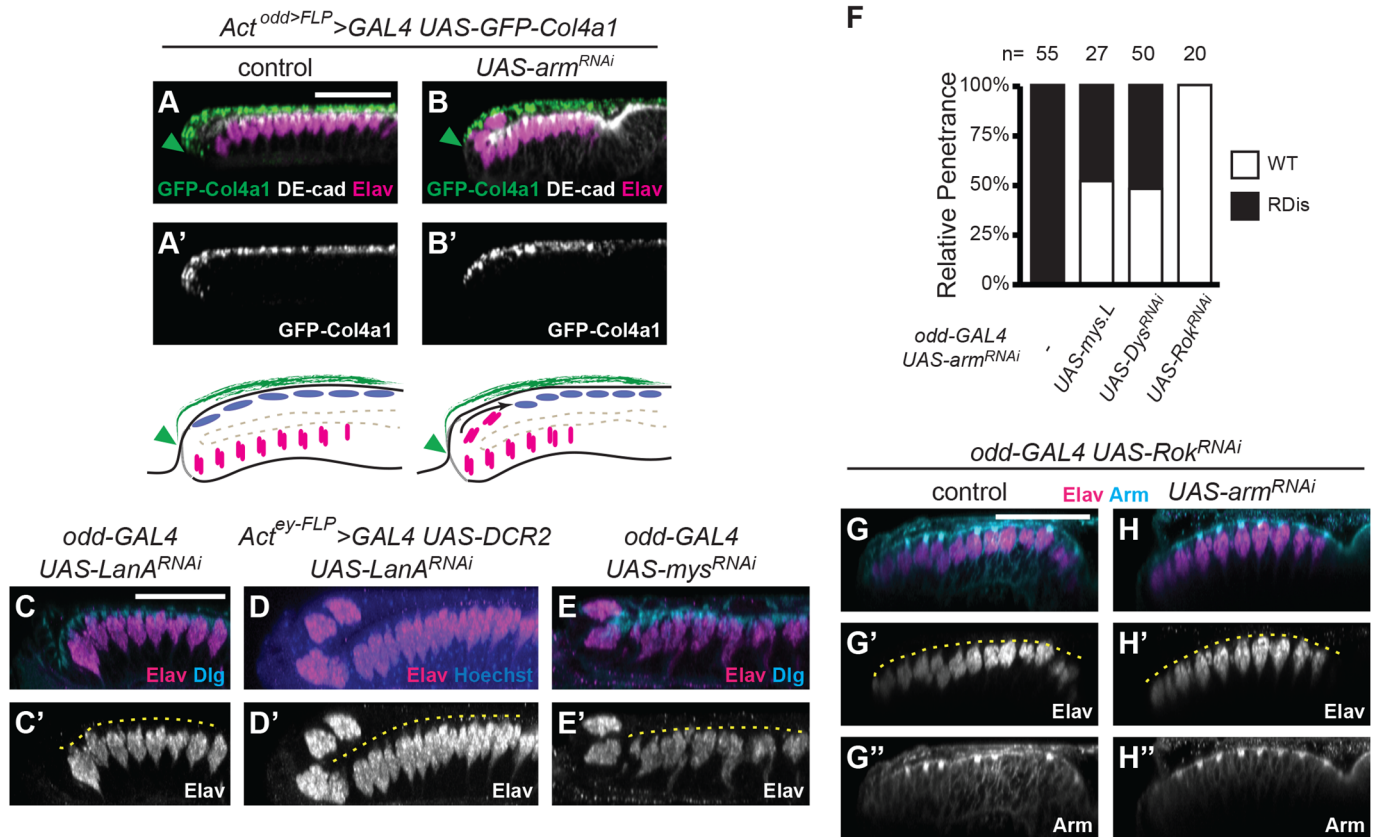 Act odd>FLP >GAL4 UAS-GFP-Col4a1
control
UAS-arm RNAi
A
GFP-Col4a1 DE-cad Elav
B
GFP-Col4a1 DE-cad Elav
A'
GFP-Col4a1
B'
GFP-Col4a1
odd-GAL4
UAS-LanA RNAi
Act ey-FLP >GAL4 UAS-DCR2
UAS-LanA RNAi
odd-GAL4
UAS-mys RNAi
C
Elav Dlg
D
Elav Hoechst
E
Elav Dlg
C'
Elav
D'
Elav
E'
Elav
F
n= 55 27 50 20
Relative Penetrance
100%
75%
50%
25%
0%
WT
RDis
odd-GAL4
UAS-arm RNAi
-
UAS-mys.L
UAS-Dys RNAi
UAS-Rok RNAi
odd-GAL4 UAS-Rok RNAi
control
Elav Arm
UAS-arm RNAi
G
H
G'
Elav
H'
Elav
G''
Arm
H''
Arm